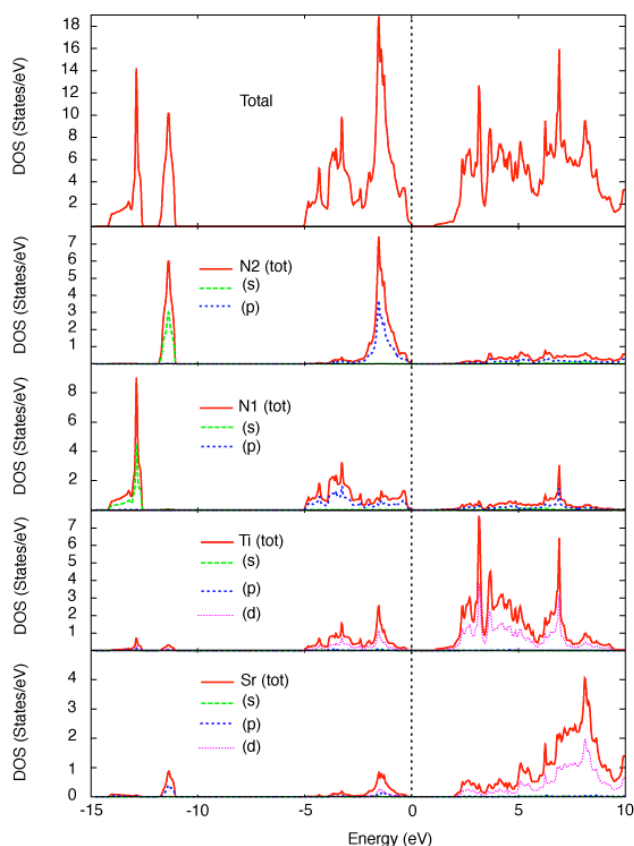 DOS (States/eV)
18
16
14
12
10
8
6
4
2
Total
DOS (States/eV)
7
6
5
4
3
2
1
N2 (tot)
(s)
(p)
DOS (States/eV)
8
6
4
2
N1 (tot)
(s)
(p)
DOS (States/eV)
7
6
5
4
3
2
1
Ti (tot)
(s)
(p)
(d)
DOS (States/eV)
4
3
2
1
0
Sr (tot)
(s)
(p)
(d)
-15 -10 -5 0 5 10
Energy (eV)